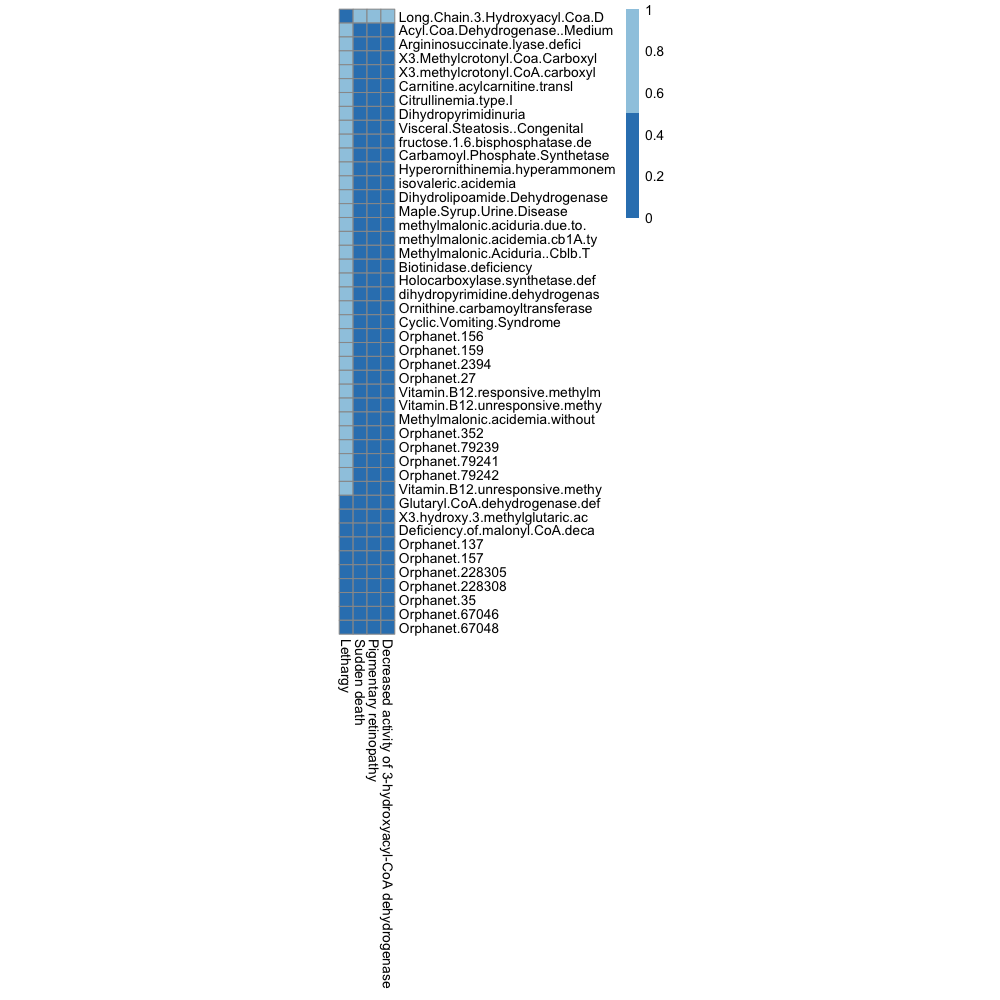 Long.Chain.3.Hydroxyacyl.Coa.D
Acyl.Coa.Dehydrogenase..Medium
Argininosuccinate.lyase.defici
X3.Methylcrotonyl.Coa.Carboxyl
X3.methylcrotonyl.CoA.carboxyl
Carnitine.acylcarnitine.transl
Citrullinemia.type.I
Dihydropyrimidinuria
Visceral.Steatosis..Congenital
fructose.1.6.bisphosphatase.de
Carbamoyl.Phosphate.Synthetase
Hyperornithinemia.hyperammonem
isovaleric.acidemia
Dihydrolipoamide.Dehydrogenase
Maple.Syrup.Urine.Disease
methylmalonic.aciduria.due.to.
methylmalonic.acidemia.cb1A.ty
Methylmalonic.Aciduria..Cblb.T
Biotinidase.deficiency
Holocarboxylase.synthetase.def
dihydropyrimidine.dehydrogenas
Ornithine.carbamoyltransferase
Cyclic.Vomiting.Syndrome
Orphanet.156
Orphanet.159
Orphanet.2394
Orphanet.27
Vitamin.B12.responsive.methylm
Vitamin.B12.unresponsive.methy
Methylmalonic.acidemia.without
Orphanet.352
Orphanet.79239
Orphanet.79241
Orphanet.79242
Vitamin.B12.unresponsive.methy
Glutaryl.CoA.dehydrogenase.def
X3.hydroxy.3.methylglutaric.ac
Deficiency.of.malonyl.CoA.deca
Orphanet.137
Orphanet.157
Orphanet.228305
Orphanet.228308
Orphanet.35
Orphanet.67046
Orphanet.67048
Lethargy
Sudden death
Pigmentary retinopathy
Decreased activity of 3-hydroxyacyl-CoA dehydrogenase
1
0.8
0.6
0.4
0.2
0